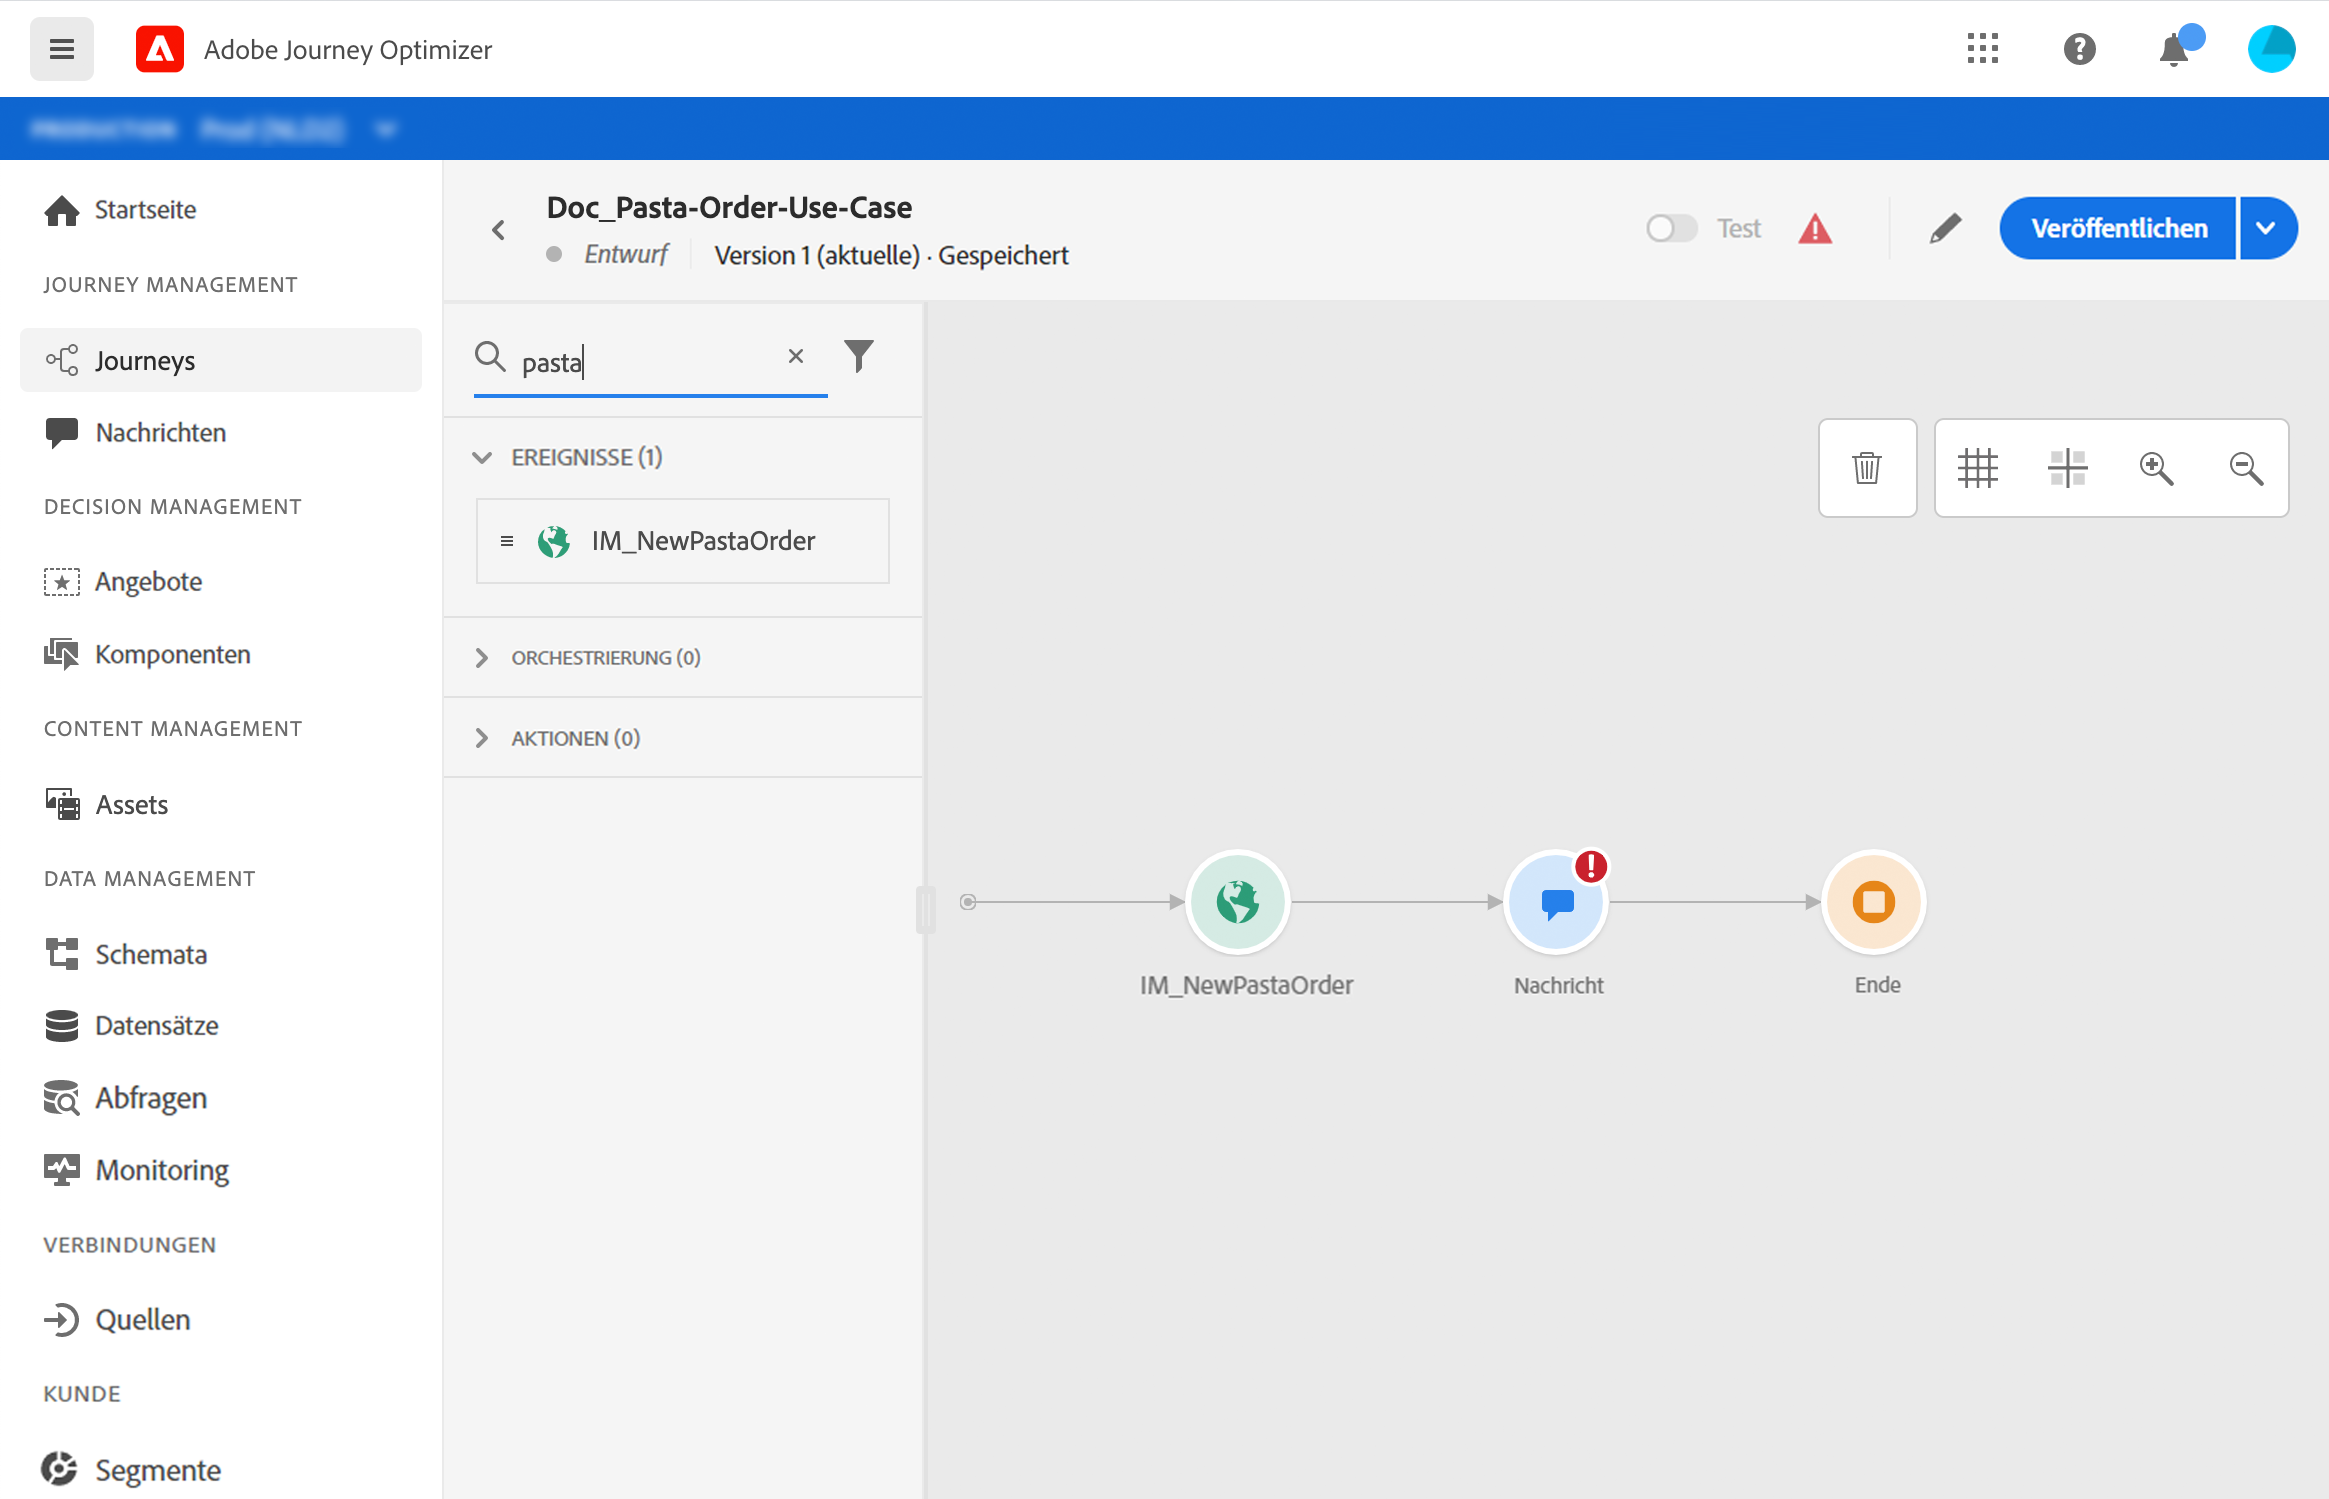 Adobe Journey Optimizer
Startseite
JOURNEY MANAGEMENT
Journeys
Nachrichten
DECISION MANAGEMENT
Angebote
Komponenten
CONTENT MANAGEMENT
Assets
DATA MANAGEMENT
Schemata
Datensätze
Abfragen
Monitoring
VERBINDUNGEN
Quellen
KUNDE
Segmente
Doc_Pasta-Order-Use-Case
Entwurf
Version 1 (aktuelle) · Gespeichert
Test
Veröffentlichen
pasta
EREIGNISSE (1)
IM_NewPastaOrder
ORCHESTRIERUNG (0)
AKTIONEN (0)
IM_NewPastaOrder
Nachricht
Ende